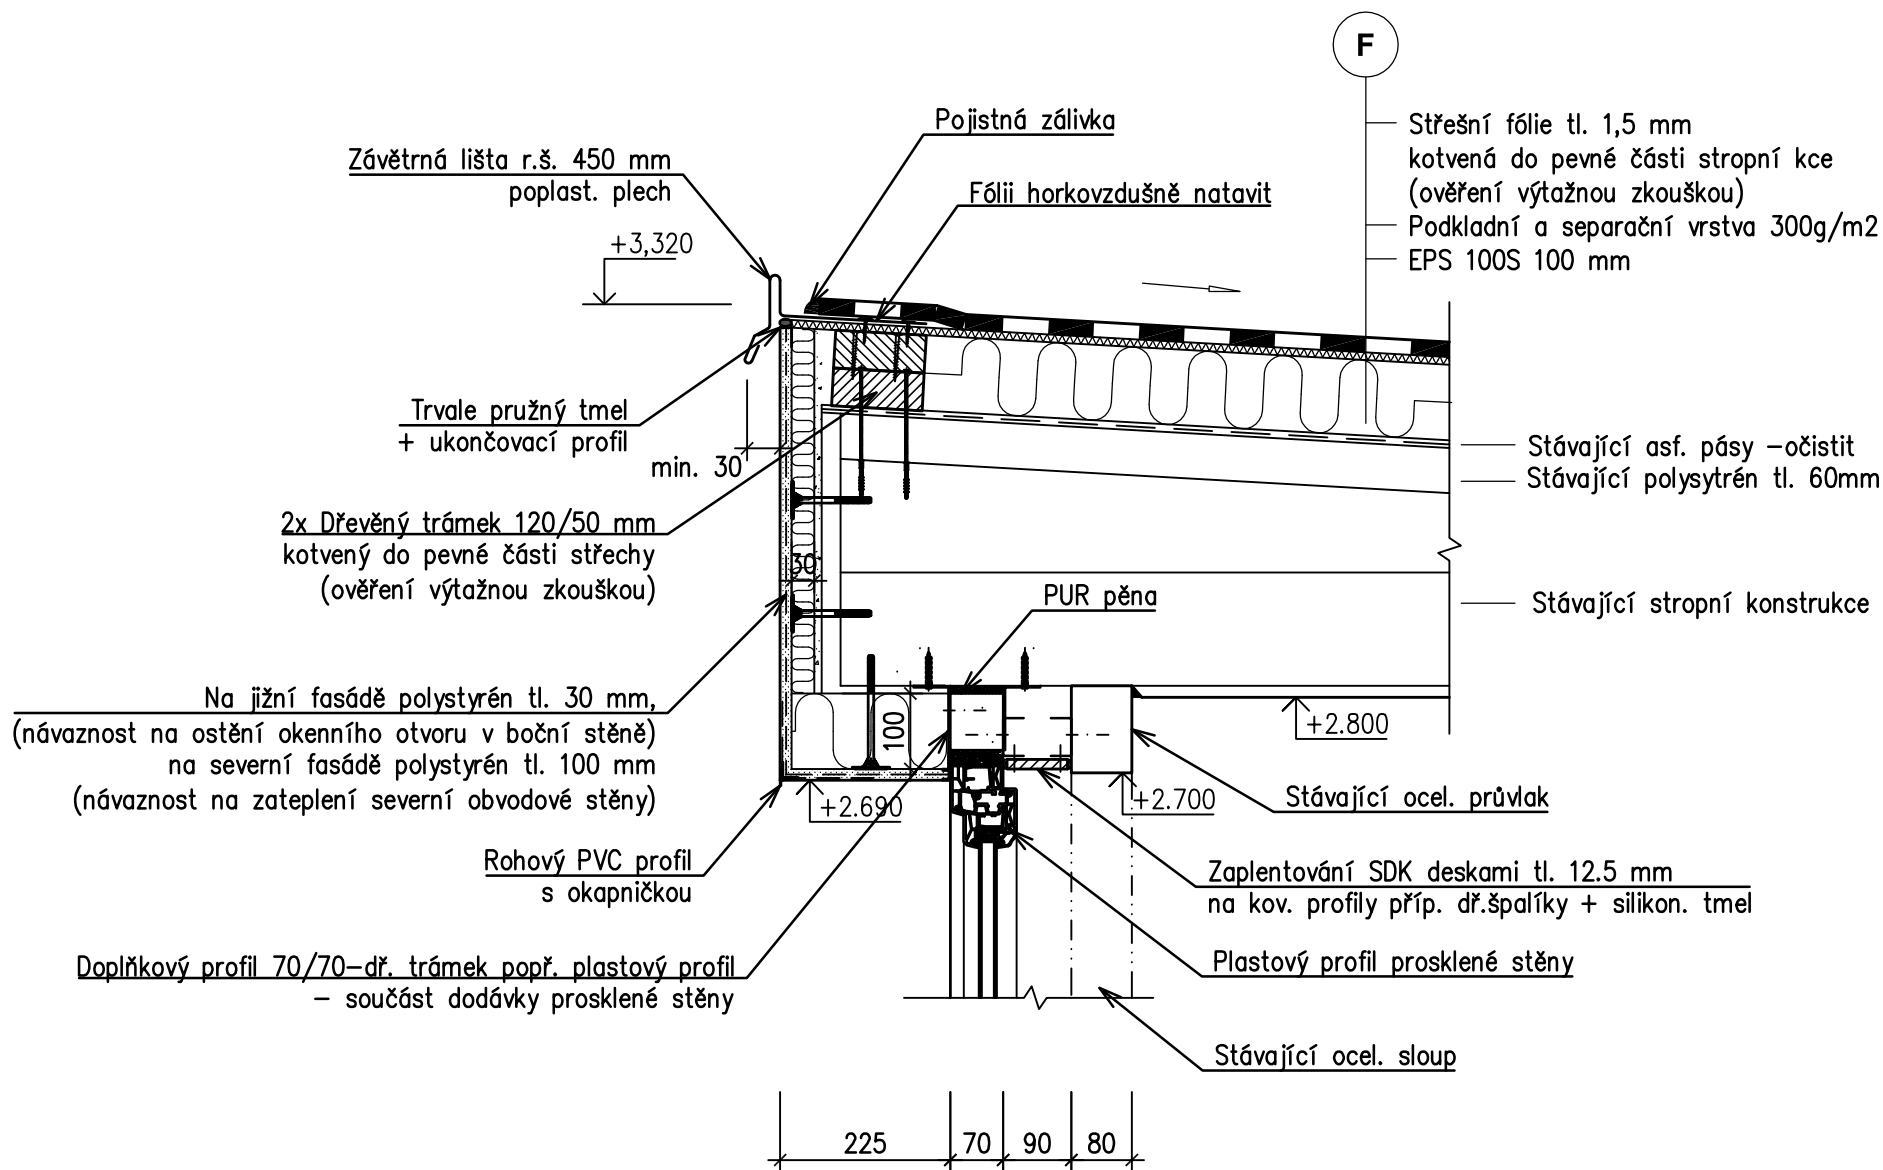 F
Střešní fólie tl. 1,5 mm
kotvená do pevné části stropní kce
(ověření výtažnou zkouškou)
Podkladní a separační vrstva 300g/m2
EPS 100S 100 mm
Pojistná zálivka
Závětrná lišta r.š. 450 mm
poplast. plech
Fólii horkovzdušně natavit
+3,320
Trvale pružný tmel
+ ukončovací profil
min. 30
Stávající asf. pásy –očistit
Stávající polysytrén tl. 60mm
2x Dřevěný trámek 120/50 mm
kotvený do pevné části střechy
(ověření výtažnou zkouškou)
30
PUR pěna
Stávající stropní konstrukce
Na jižní fasádě polystyrén tl. 30 mm,
(návaznost na ostění okenního otvoru v boční stěně)
na severní fasádě polystyrén tl. 100 mm
(návaznost na zateplení severní obvodové stěny)
100
+2.800
+2.690
+2.700
Stávající ocel. průvlak
Rohový PVC profil
s okapničkou
Zaplentování SDK deskami tl. 12.5 mm
na kov. profily příp. dř.špalíky + silikon. tmel
Doplňkový profil 70/70–dř. trámek popř. plastový profil
– součást dodávky prosklené stěny
Plastový profil prosklené stěny
Stávající ocel. sloup
225 70 90 80